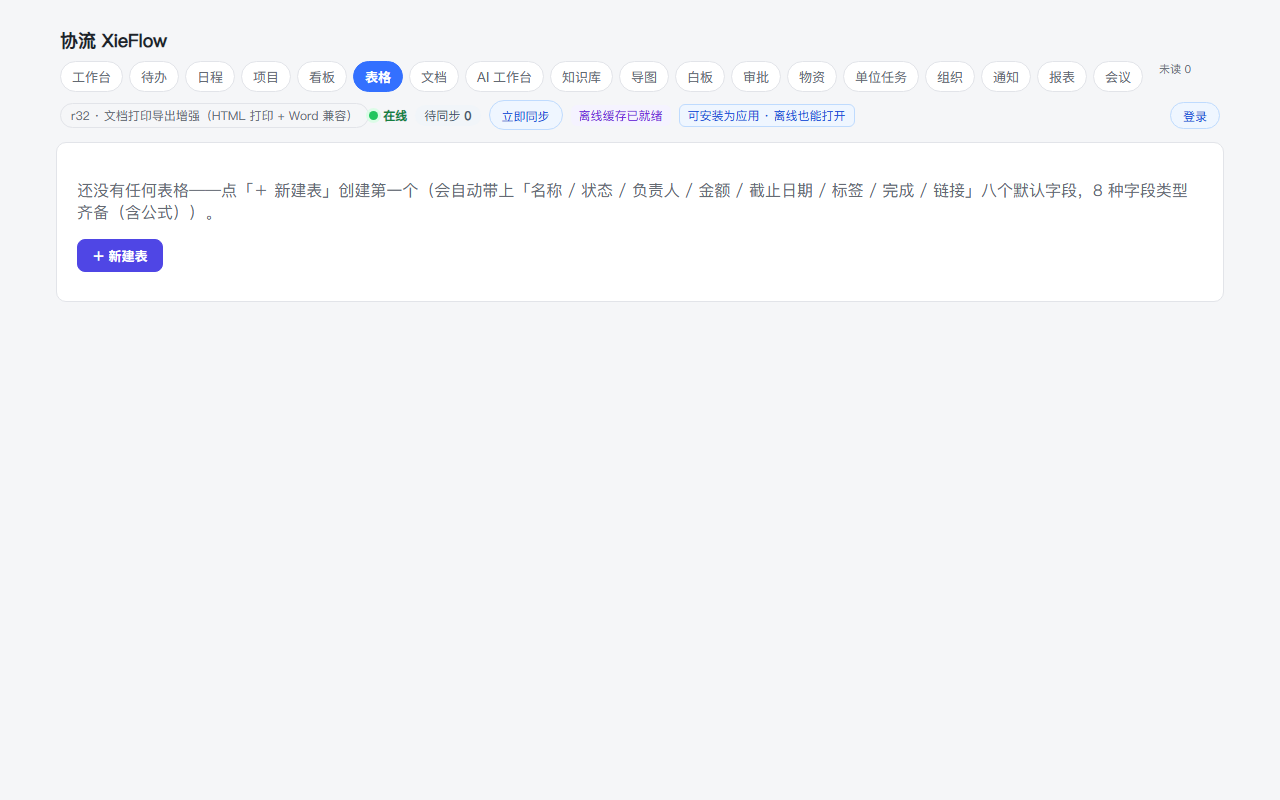 协流 XieFlow
工作台 待办 日程 项目 看板 表格 文档 AI 工作台 知识库 导图 白板 审批 物资 单位任务 组织 通知 报表 会议 未读 0
r32 · 文档打印导出增强（HTML 打印 + Word 兼容） 在线 待同步 0 立即同步 离线缓存已就绪 可安装为应用 · 离线也能打开 登录
还没有任何表格——点「＋ 新建表」创建第一个（会自动带上「名称 / 状态 / 负责人 / 金额 / 截止日期 / 标签 / 完成 / 链接」八个默认字段，8 种字段类型
齐备（含公式））。
＋ 新建表